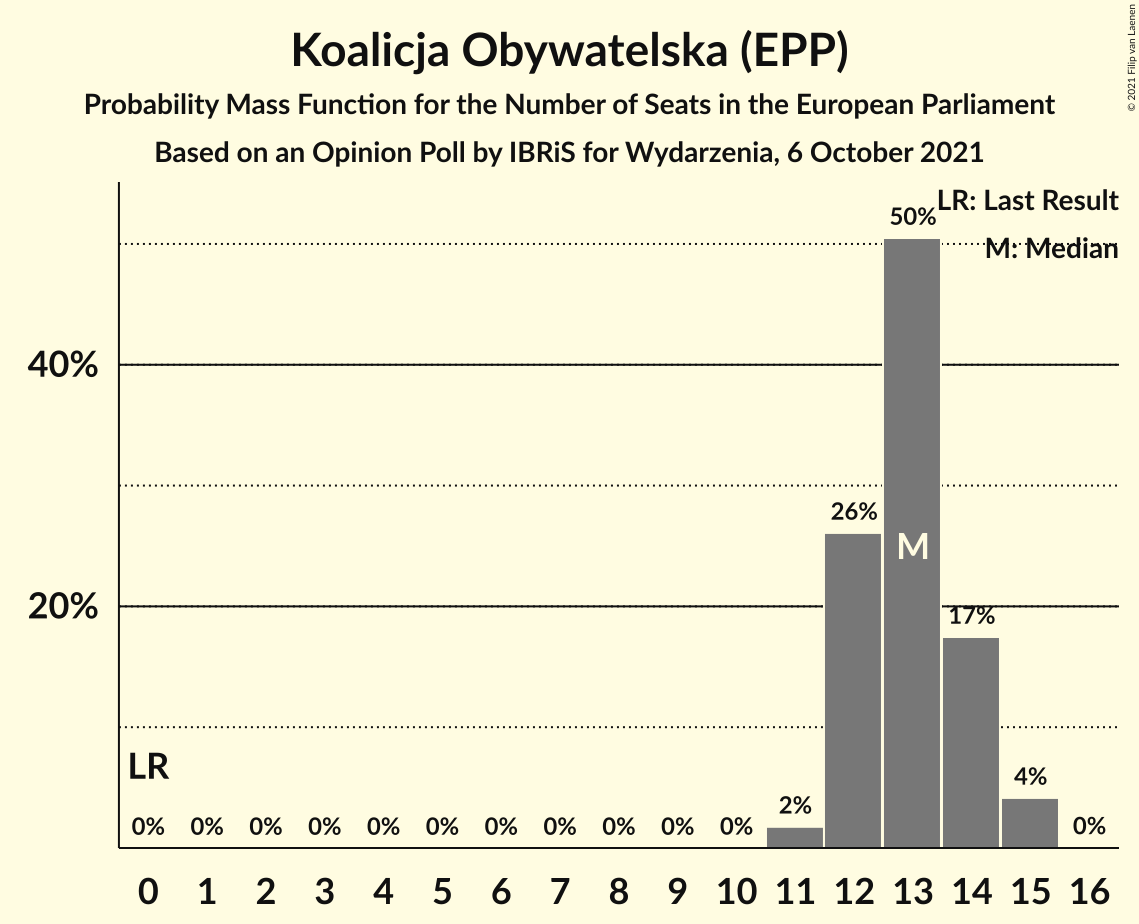 Koalicja Obywatelska (EPP)
Probability Mass Function for the Number of Seats in the European Parliament
Based on an Opinion Poll by IBRiS for Wydarzenia, 6 October 2021
© 2021 Filip van Laenen
LR: Last Result
M: Median
50%
40%
26%
M
20%
17%
LR
4%
2%
0% 0% 0% 0% 0% 0% 0% 0% 0% 0% 0% 0%
0 1 2 3 4 5 6 7 8 9 10 11 12 13 14 15 16